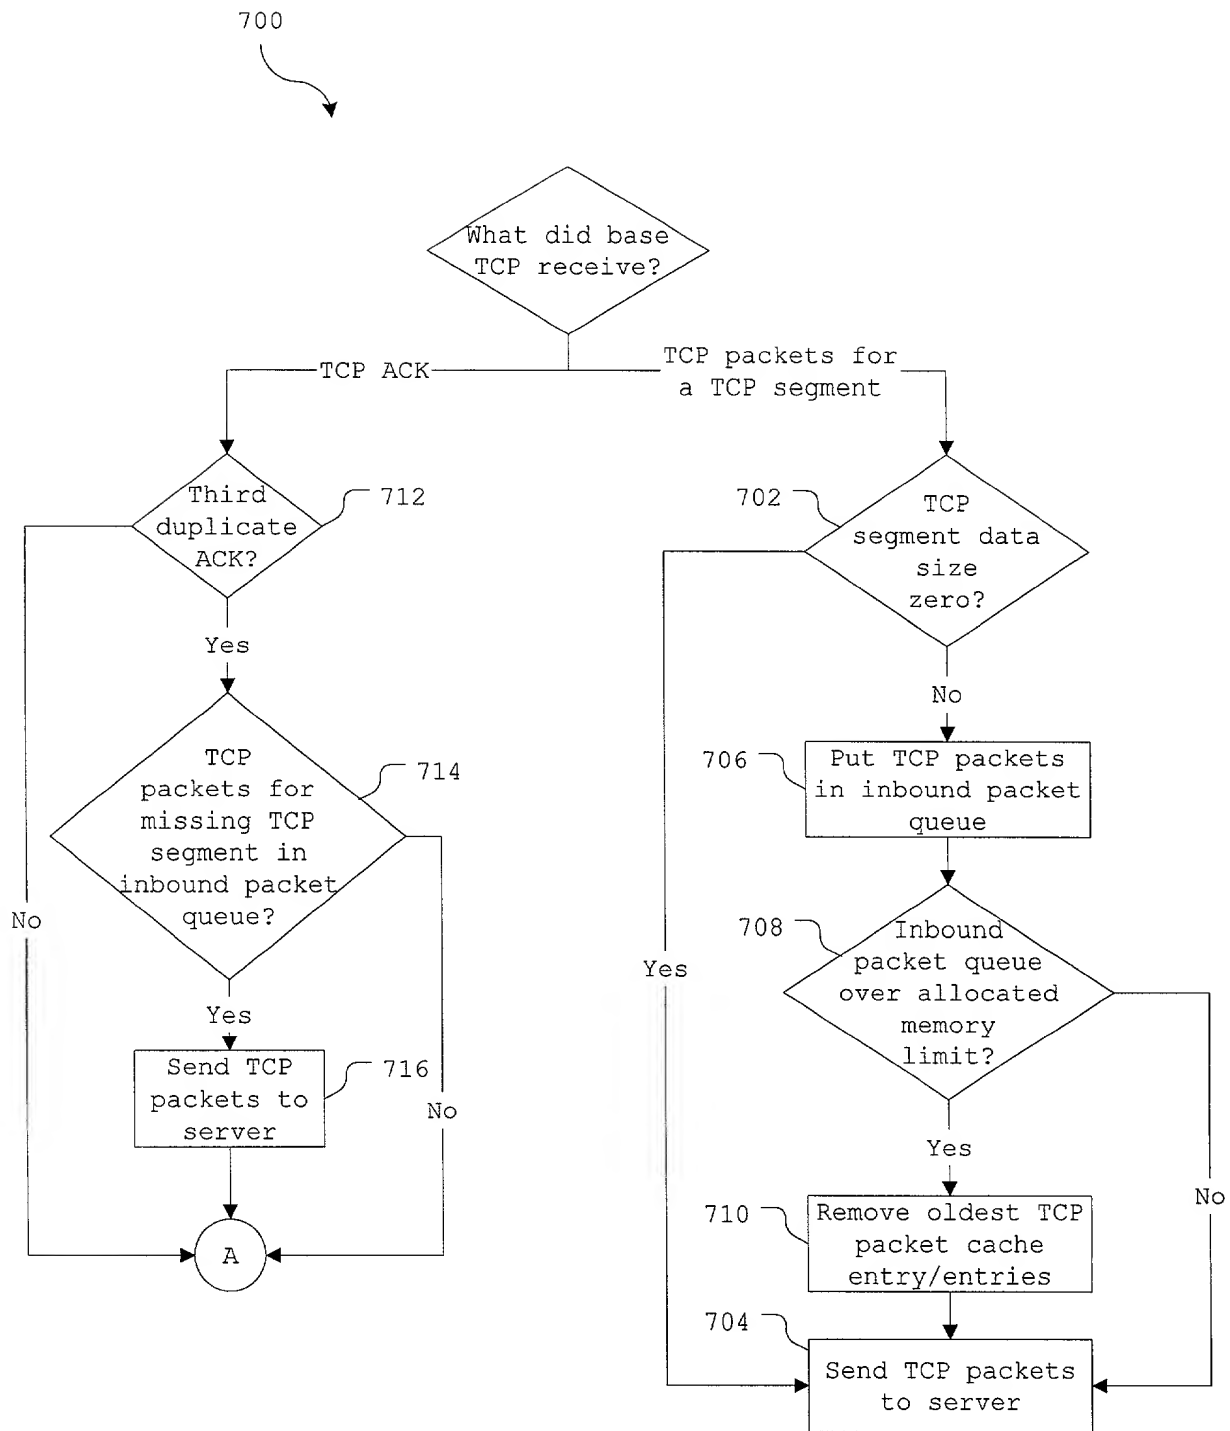 700
What did base
TCP receive?
TCP ACK
TCP packets for
a TCP segment
Third
duplicate
ACK?
712
702
TCP
segment data
size
zero?
Yes
No
TCP
packets for
missing TCP
segment in
inbound packet
queue?
714
706
Put TCP packets
in inbound packet
queue
No
Yes
708
Inbound
packet queue
over allocated
memory
limit?
Yes
Send TCP
packets to
server
716
No
Yes
No
710
Remove oldest TCP
packet cache
entry/entries
A
704
Send TCP packets
to server